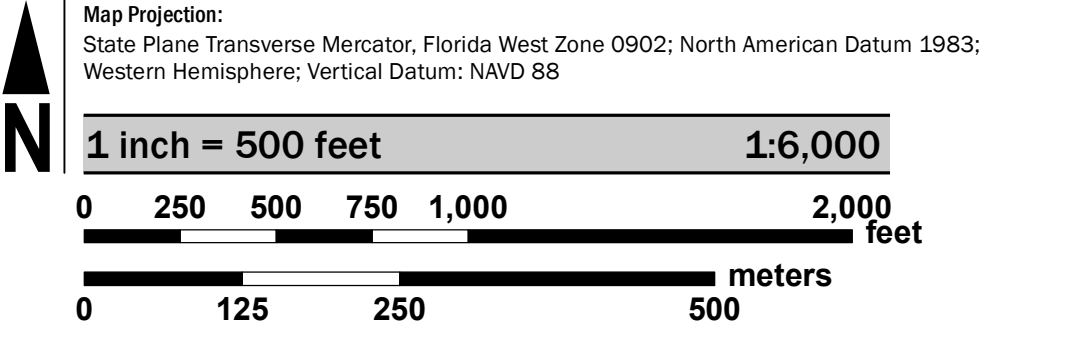 Map Projection:
State Plane Transverse Mercator, Florida West Zone 0902; North American Datum 1983;
Western Hemisphere; Vertical Datum: NAVD 88
N
1 inch = 500 feet 1:6,000
0 250 500 750 1,000 2,000
feet
meters
0 125 250 500